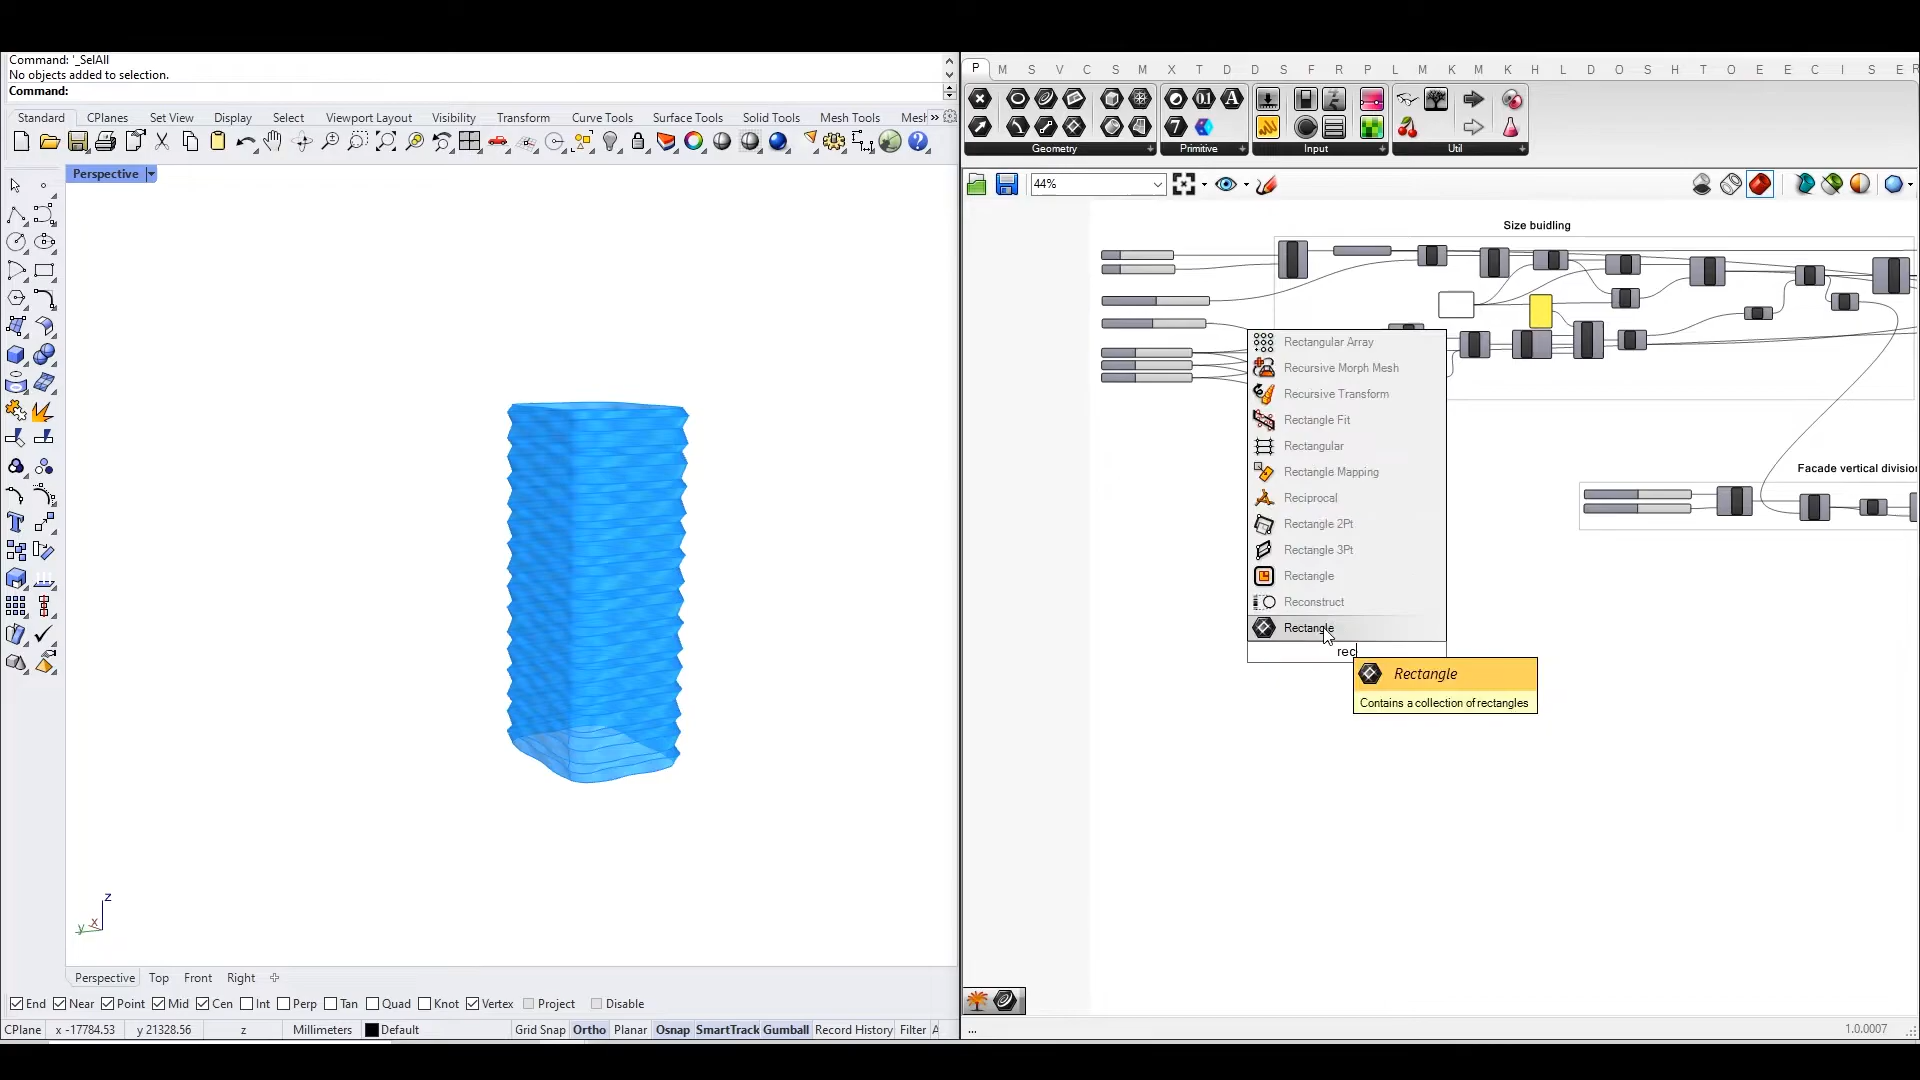 Command: '_SelAll
No objects added to selection.
Command:
Standard CPlanes Set View Display Select Viewport Layout Visibility Transform Curve Tools Surface Tools Solid Tools Mesh Tools Mesh »
Perspective
z
x
y
Perspective Top Front Right
End Near Point Mid Cen Int Perp Tan Quad Knot Vertex Project Disable
CPlane x -17784.53 y 21328.56 z Millimeters Default Grid Snap Ortho Planar Osnap SmartTrack Gumball Record History Filter A
P M S V C S M X T D D S F R P L M K M K H L D O S H T O E E C I S E R
Geometry Primitive Input Util
44%
Size buidling
Rectangular Array
Recursive Morph Mesh
Recursive Transform
Rectangle Fit
Rectangular
Rectangle Mapping
Reciprocal
Rectangle 2Pt
Rectangle 3Pt
Rectangle
Reconstruct
Rectangle
rec
Rectangle
Contains a collection of rectangles
Facade vertical division
...
1.0.0007